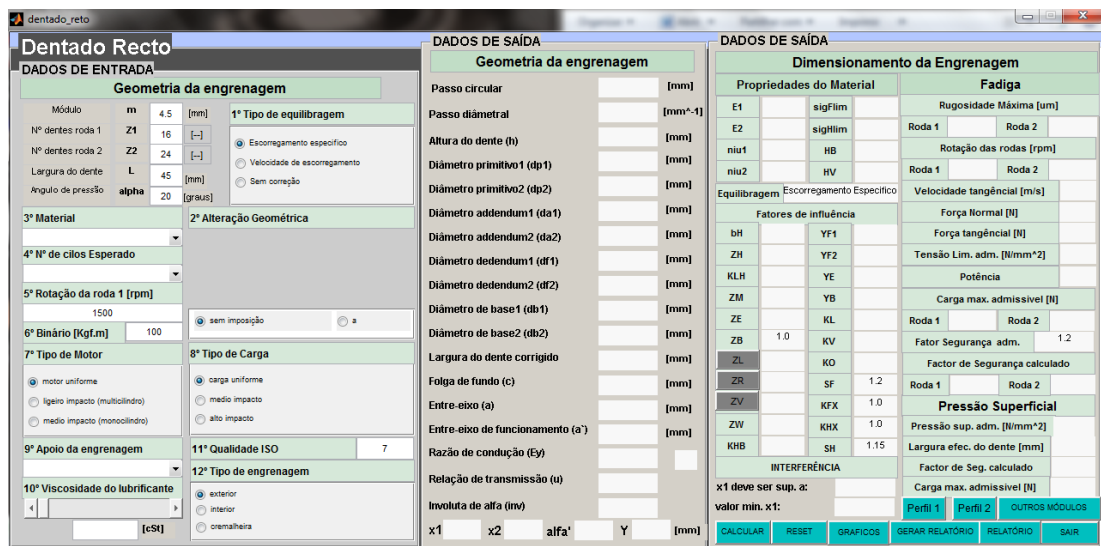 dentado_reto
Dentado Recto
DADOS DE ENTRADA
Geometria da engrenagem
Módulo m 4.5 [mm]
Nº dentes roda 1 Z1 16 [--]
Nº dentes roda 2 Z2 24 [--]
Largura do dente L 45 [mm]
Angulo de pressão alpha 20 [graus]
1º Tipo de equilibragem
Escorregamento especifico
Velocidade de escorregamento
Sem correção
3º Material
2º Alteração Geométrica
4º Nº de cilos Esperado
5º Rotação da roda 1 [rpm]
1500
sem imposição a
6º Binário [Kgf.m] 100
7º Tipo de Motor
motor uniforme
ligeiro impacto (multicilindro)
medio impacto (monocilindro)
8º Tipo de Carga
carga uniforme
medio impacto
alto impacto
9º Apoio da engrenagem
11º Qualidade ISO 7
10º Viscosidade do lubrificante
[cSt]
12º Tipo de engrenagem
exterior
interior
cremalheira
DADOS DE SAÍDA
Geometria da engrenagem
Passo circular [mm]
Passo diámetral [mm^-1]
Altura do dente (h) [mm]
Diâmetro primitivo1 (dp1) [mm]
Diâmetro primitivo2 (dp2) [mm]
Diâmetro addendum1 (da1) [mm]
Diâmetro addendum2 (da2) [mm]
Diâmetro dedendum1 (df1) [mm]
Diâmetro dedendum2 (df2) [mm]
Diâmetro de base1 (db1) [mm]
Diâmetro de base2 (db2) [mm]
Largura do dente corrigido [mm]
Folga de fundo (c) [mm]
Entre-eixo (a) [mm]
Entre-eixo de funcionamento (a`) [mm]
Razão de condução (Ey)
Relação de transmissão (u)
Involuta de alfa (inv)
x1 x2 alfa' Y [mm]
DADOS DE SAÍDA
Dimensionamento da Engrenagem
Propriedades do Material
E1 sigFlim
E2 sigHlim
niu1 HB
niu2 HV
Equilibragem Escorregamento Especifico
Fatores de influência
bH YF1
ZH YF2
KLH YE
ZM YB
ZE KL
ZB 1.0 KV
ZL KO
ZR SF 1.2
ZV KFX 1.0
ZW KHX 1.0
KHB SH 1.15
INTERFERÊNCIA
x1 deve ser sup. a:
valor min. x1:
Fadiga
Rugosidade Máxima [um]
Roda 1 Roda 2
Rotação das rodas [rpm]
Roda 1 Roda 2
Velocidade tangêncial [m/s]
Força Normal [N]
Força tangêncial [N]
Tensão Lim. adm. [N/mm^2]
Potência
Carga max. admissivel [N]
Roda 1 Roda 2
Fator Segurança adm. 1.2
Factor de Segurança calculado
Roda 1 Roda 2
Pressão Superficial
Pressão sup. adm. [N/mm^2]
Largura efec. do dente [mm]
Factor de Seg. calculado
Carga max. admissivel [N]
Perfil 1 Perfil 2 OUTROS MÓDULOS
CALCULAR RESET GRAFICOS GERAR RELATÓRIO RELATÓRIO SAIR